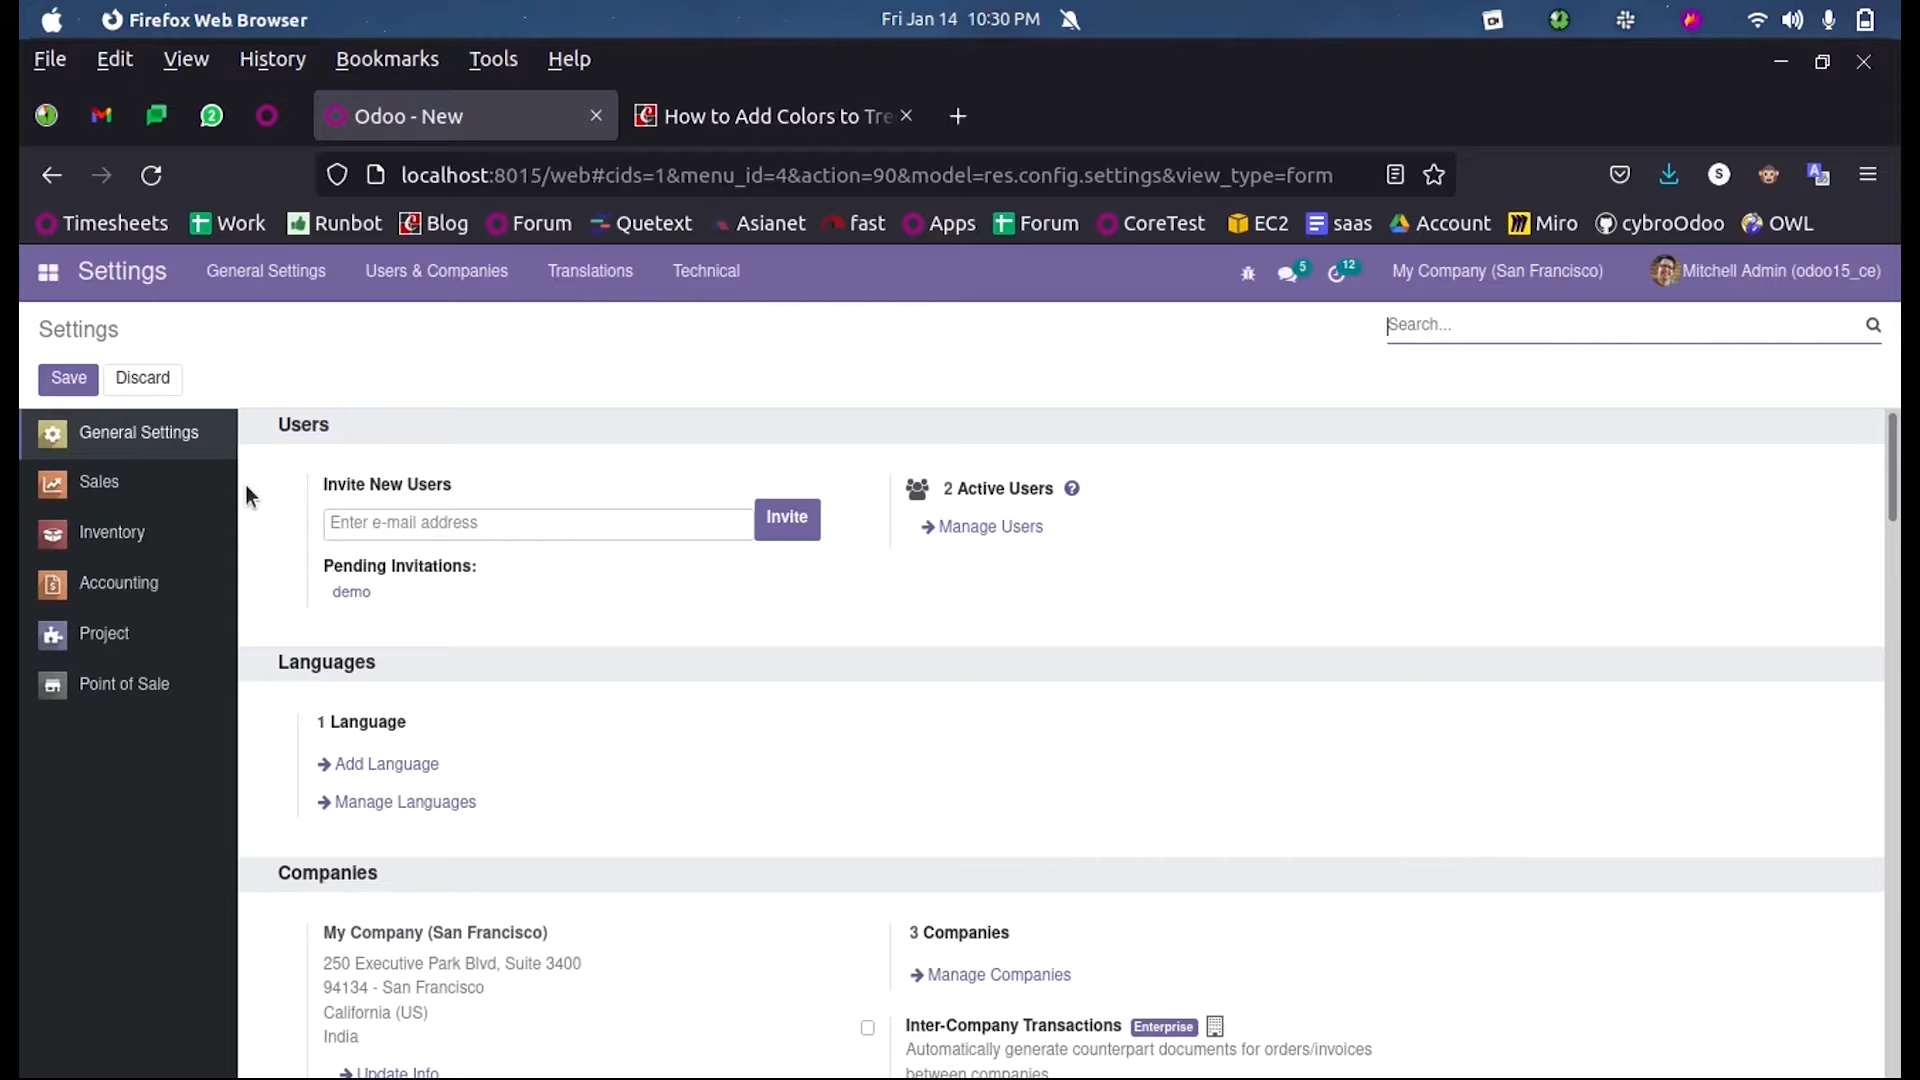 Firefox Web Browser
Fri Jan 14 10:30 PM
File Edit View History Bookmarks Tools Help
2
Odoo - New
How to Add Colors to Tre
localhost:8015/web#cids=1&menu_id=4&action=90&model=res.config.settings&view_type=form
S
Timesheets Work Runbot Blog Forum Quetext Asianet fast Apps Forum CoreTest EC2 saas Account Miro cybroOdoo OWL
Settings General Settings Users & Companies Translations Technical 5 12 My Company (San Francisco) Mitchell Admin (odoo15_ce)
Settings
Search...
Save Discard
General Settings
Sales
Inventory
Accounting
Project
Point of Sale
Users
Invite New Users
Enter e-mail address
Invite
Pending Invitations:
demo
2 Active Users
Manage Users
Languages
1 Language
Add Language
Manage Languages
Companies
My Company (San Francisco)
250 Executive Park Blvd, Suite 3400
94134 - San Francisco
California (US)
India
Update Info
3 Companies
Manage Companies
Inter-Company Transactions Enterprise
Automatically generate counterpart documents for orders/invoices
between companies